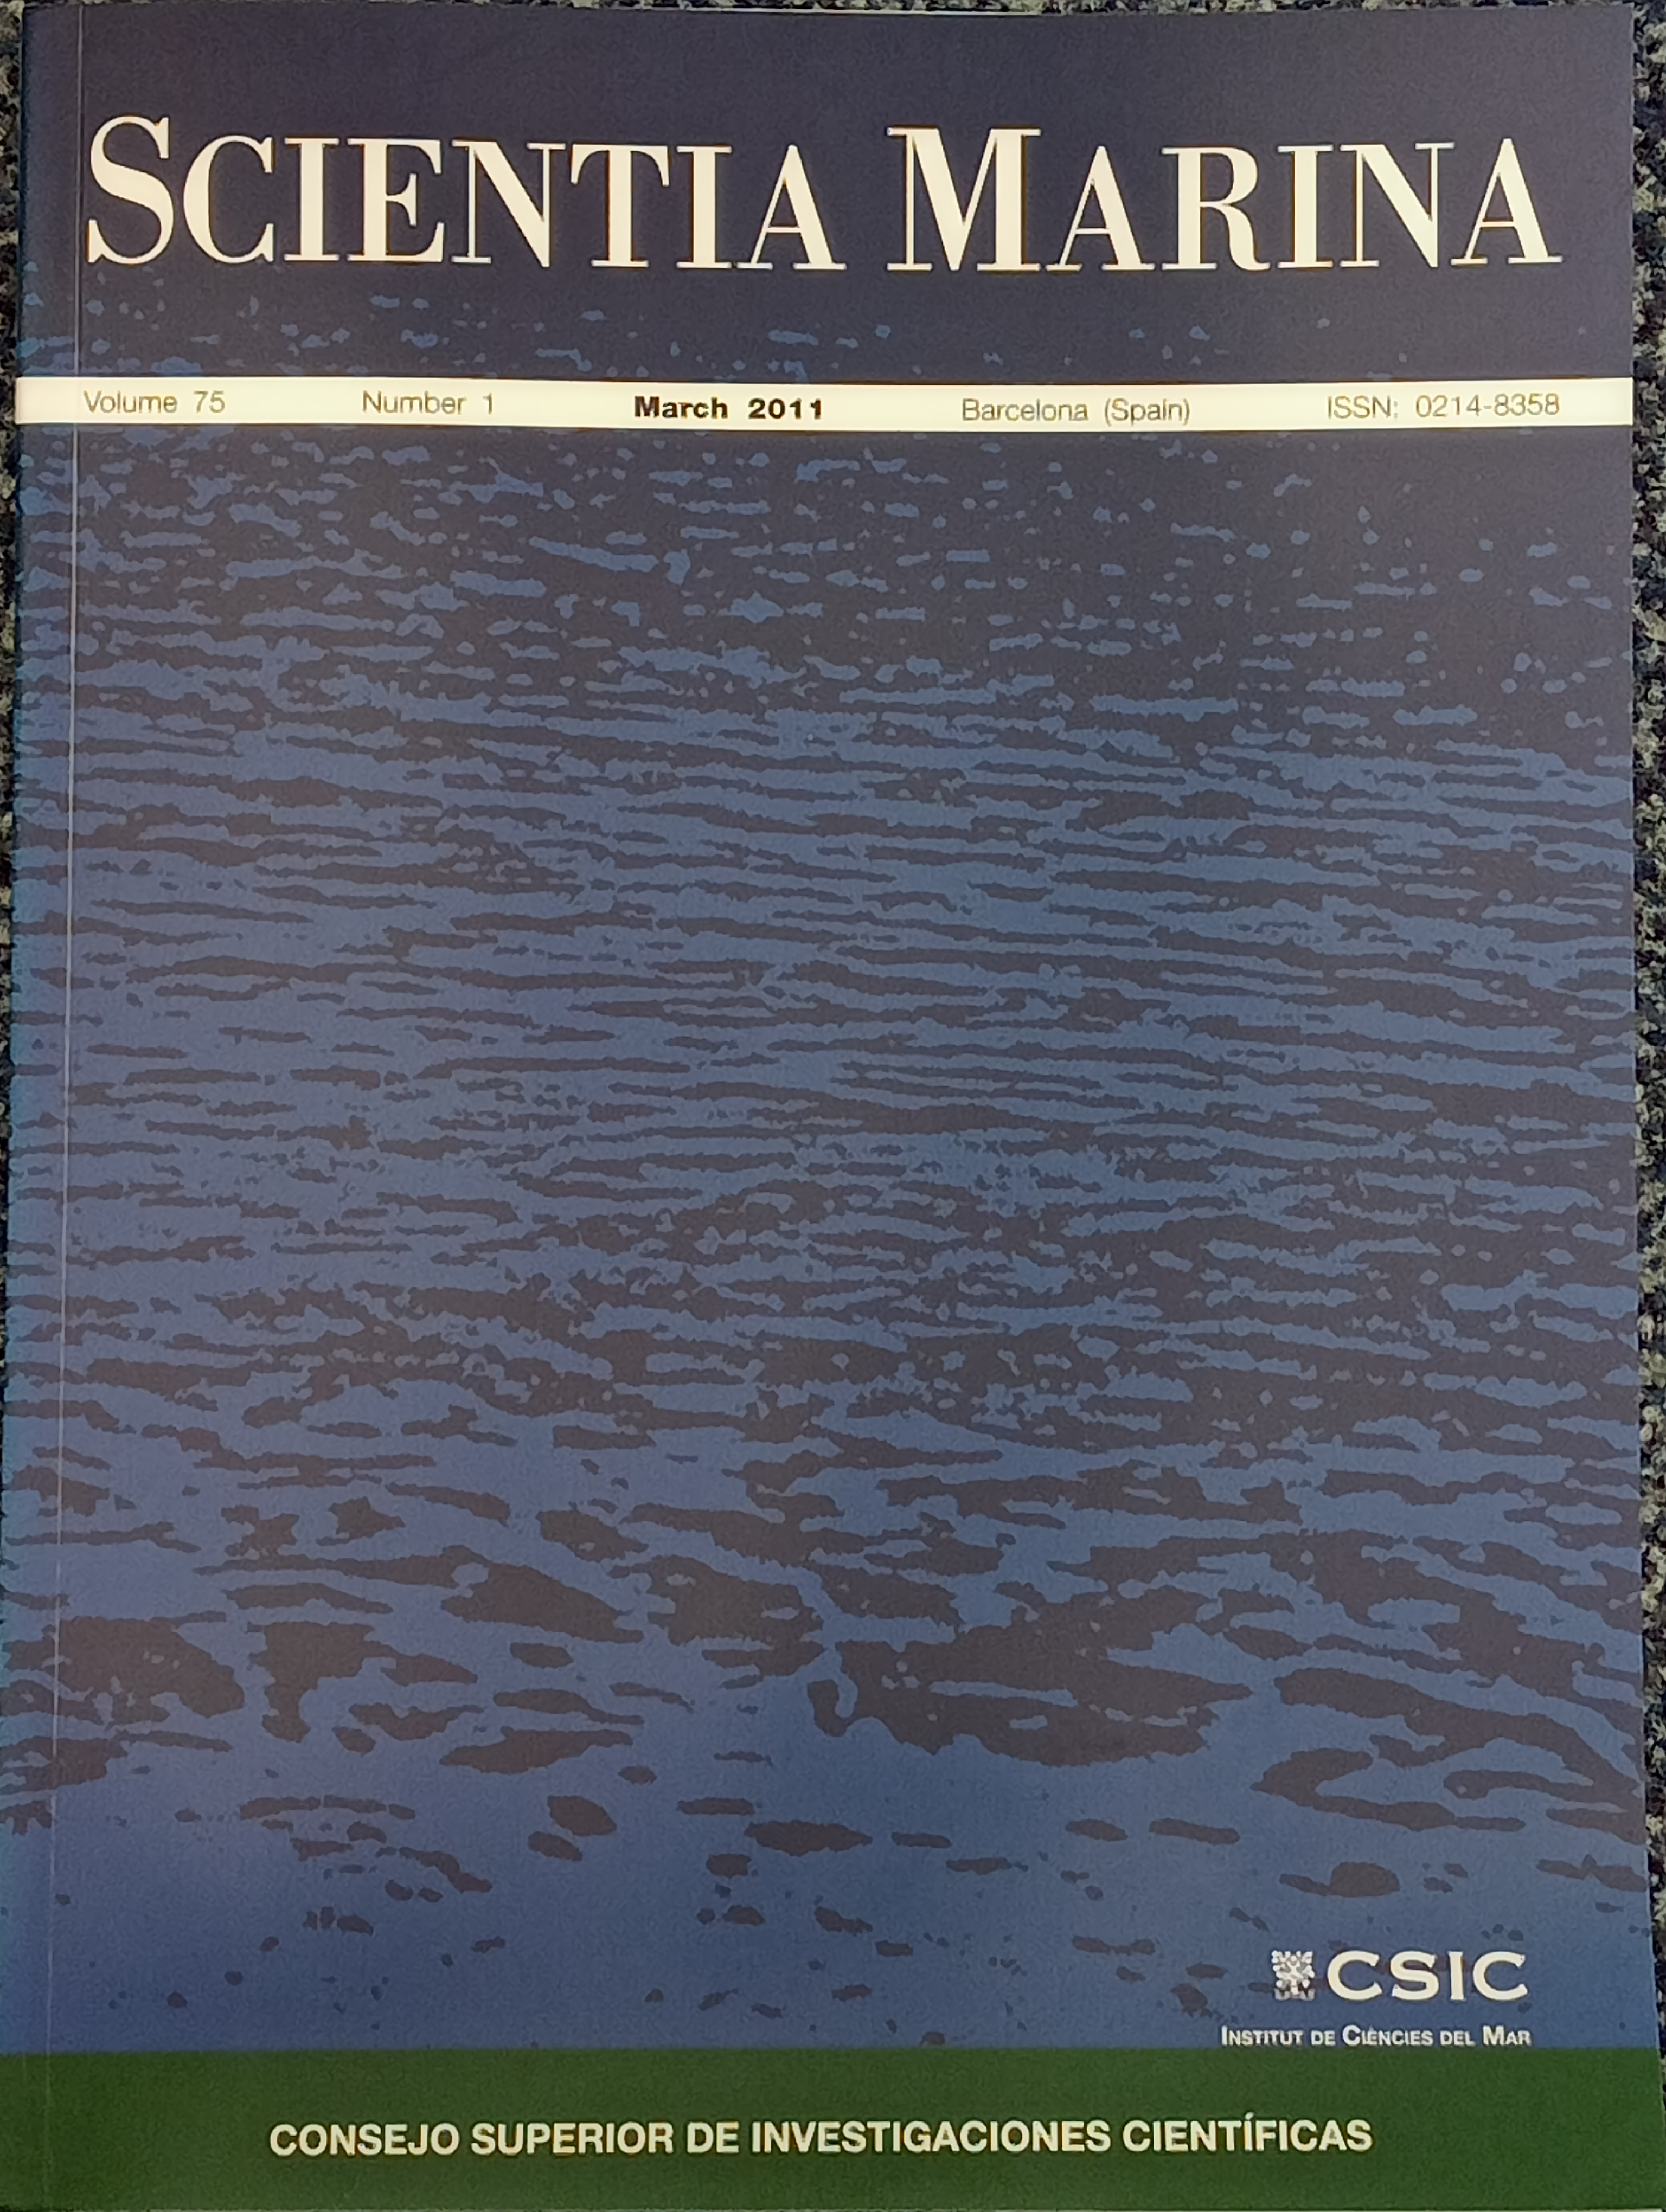 SCIENTIA MARINA
Volume 75 Number 1 March 2011 Barcelona (Spain) ISSN: 0214-8358
CSIC
INSTITUT DE CIÈNCIES DEL MAR
CONSEJO SUPERIOR DE INVESTIGACIONES CIENTÍFICAS